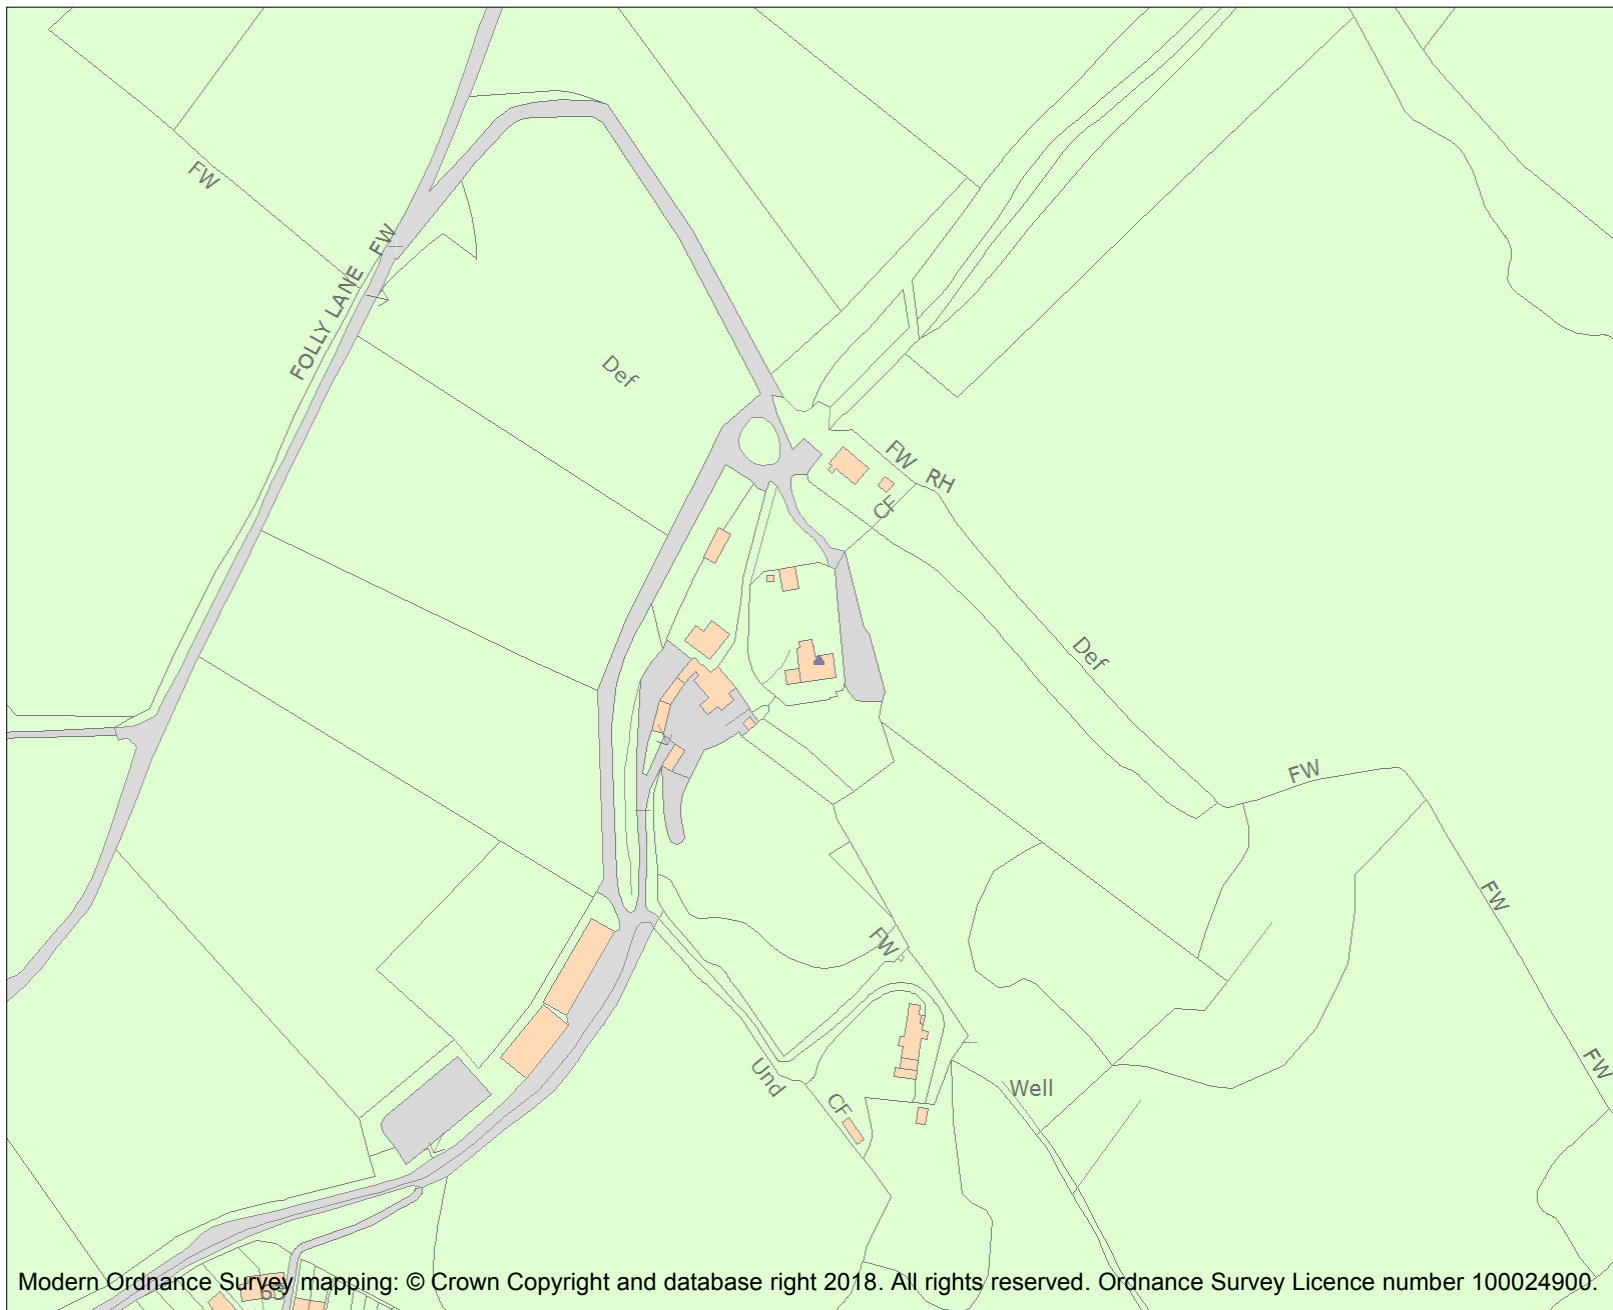 FW
FOLLY LANE
FW
Def
FW
RH
CF
Def
FW
FW
FW
Und
CF
Well
FW
Modern Ordnance Survey mapping: © Crown Copyright and database right 2018. All rights reserved. Ordnance Survey Licence number 100024900.